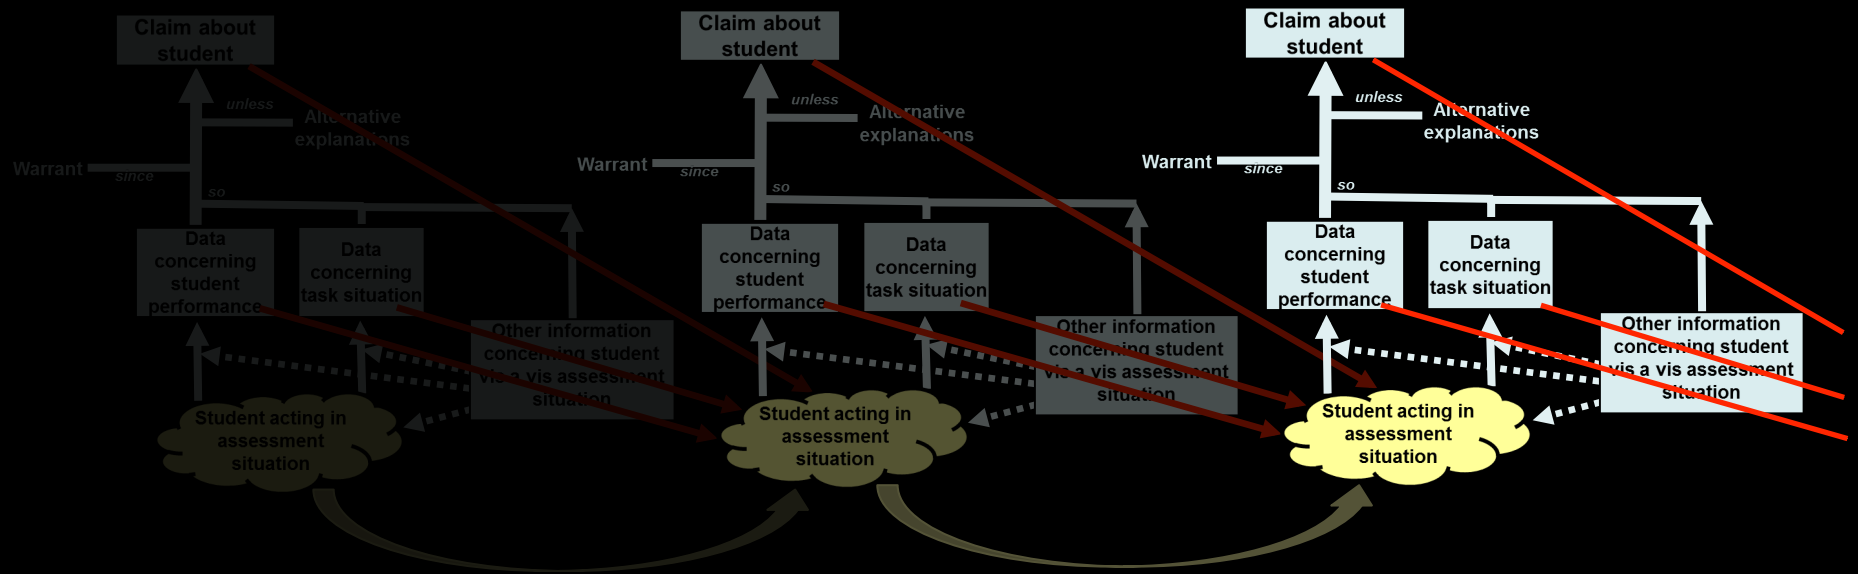 Claim about
student
unless
Alternative
explanations
Warrant
since
so
Data
concerning
student
performance
Data
concerning
task situation
Other information
concerning student
vis a vis assessment
situation
Student acting in
assessment
situation
Claim about
student
unless
Alternative
explanations
Warrant
since
so
Data
concerning
student
performance
Data
concerning
task situation
Other information
concerning student
vis a vis assessment
situation
Student acting in
assessment
situation
Claim about
student
unless
Alternative
explanations
Warrant
since
so
Data
concerning
student
performance
Data
concerning
task situation
Other information
concerning student
vis a vis assessment
situation
Student acting in
assessment
situation